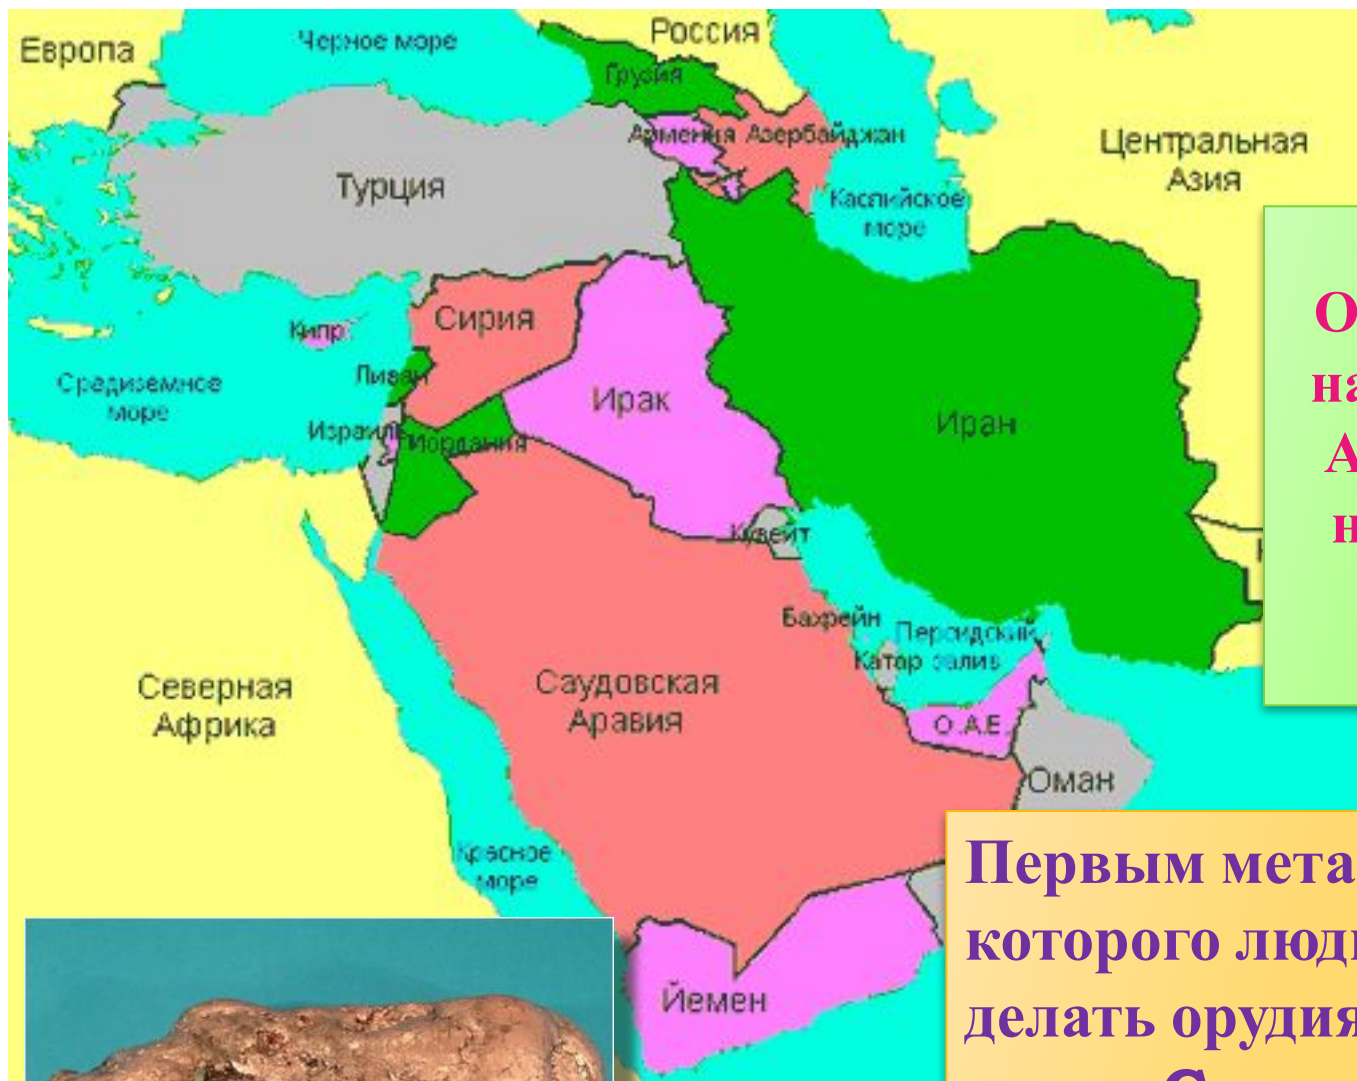 Европа
Черное море
Россия
Грузия
Армения
Азербайджан
Центральная
Азия
Турция
Каспийское
море
Сирия
Кипр
Ливан
Средиземное
море
Ирак
Иран
Израиль
Иордания
Кувейт
Бахрейн
Персидский
залив
Катар
Северная
Африка
Саудовская
Аравия
О.А.Е.
Оман
Красное
море
Йемен
Первым мета
которого люд
делать орудия